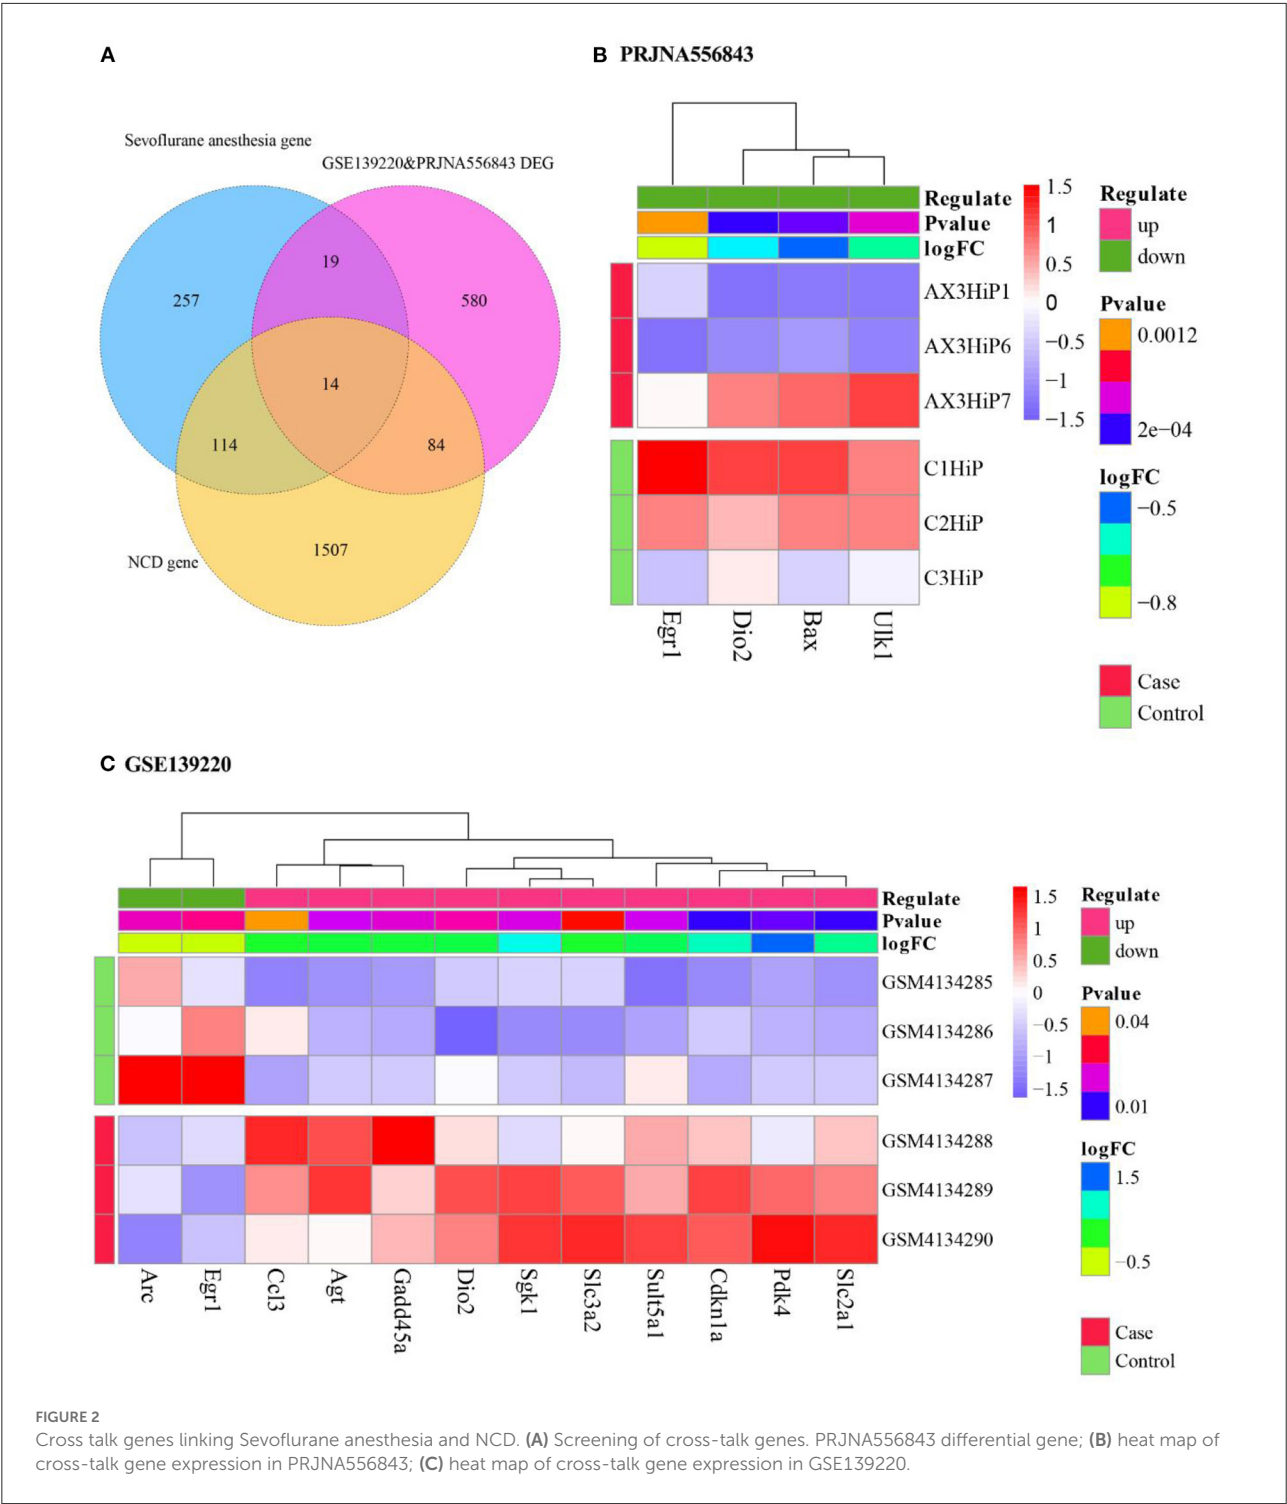 A
Sevoflurane anesthesia gene
GSE139220&PRJNA556843 DEG
257
19
580
14
114
84
1507
NCD gene
B PRJNA556843
Regulate
Pvalue
logFC
AX3HiP1
AX3HiP6
AX3HiP7
C1HiP
C2HiP
C3HiP
Egr1
Dio2
Bax
Ulk1
1.5
1
0.5
0
−0.5
−1
−1.5
Regulate
up
down
Pvalue
0.0012
2e−04
logFC
−0.5
−0.8
Case
Control
C GSE139220
Regulate
Pvalue
logFC
GSM4134285
GSM4134286
GSM4134287
GSM4134288
GSM4134289
GSM4134290
Arc
Egr1
Ccl3
Agt
Gadd45a
Dio2
Sgk1
Slc3a2
Sult5a1
Cdkn1a
Pdk4
Slc2a1
1.5
1
0.5
0
−0.5
−1
−1.5
Regulate
up
down
Pvalue
0.04
0.01
logFC
1.5
−0.5
Case
Control
FIGURE 2
Cross talk genes linking Sevoflurane anesthesia and NCD. (A) Screening of cross-talk genes. PRJNA556843 differential gene; (B) heat map of
cross-talk gene expression in PRJNA556843; (C) heat map of cross-talk gene expression in GSE139220.